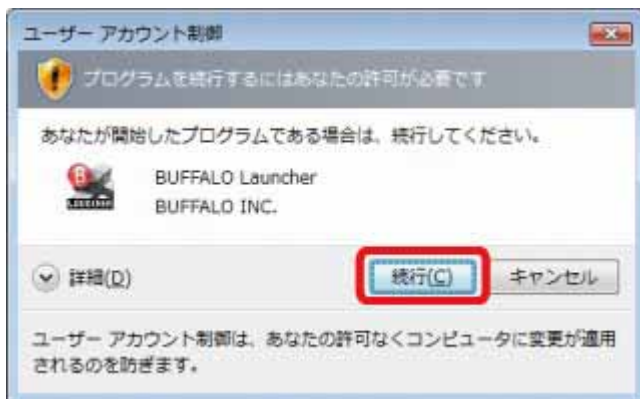 ユーザー アカウント制御
プログラムを続行するにはあなたの許可が必要です
あなたが開始したプログラムである場合は、続行してください。
BUFFALO Launcher
BUFFALO INC.
詳細(D)
続行(C)
キャンセル
ユーザー アカウント制御は、あなたの許可なくコンピュータに変更が適用
されるのを防ぎます。